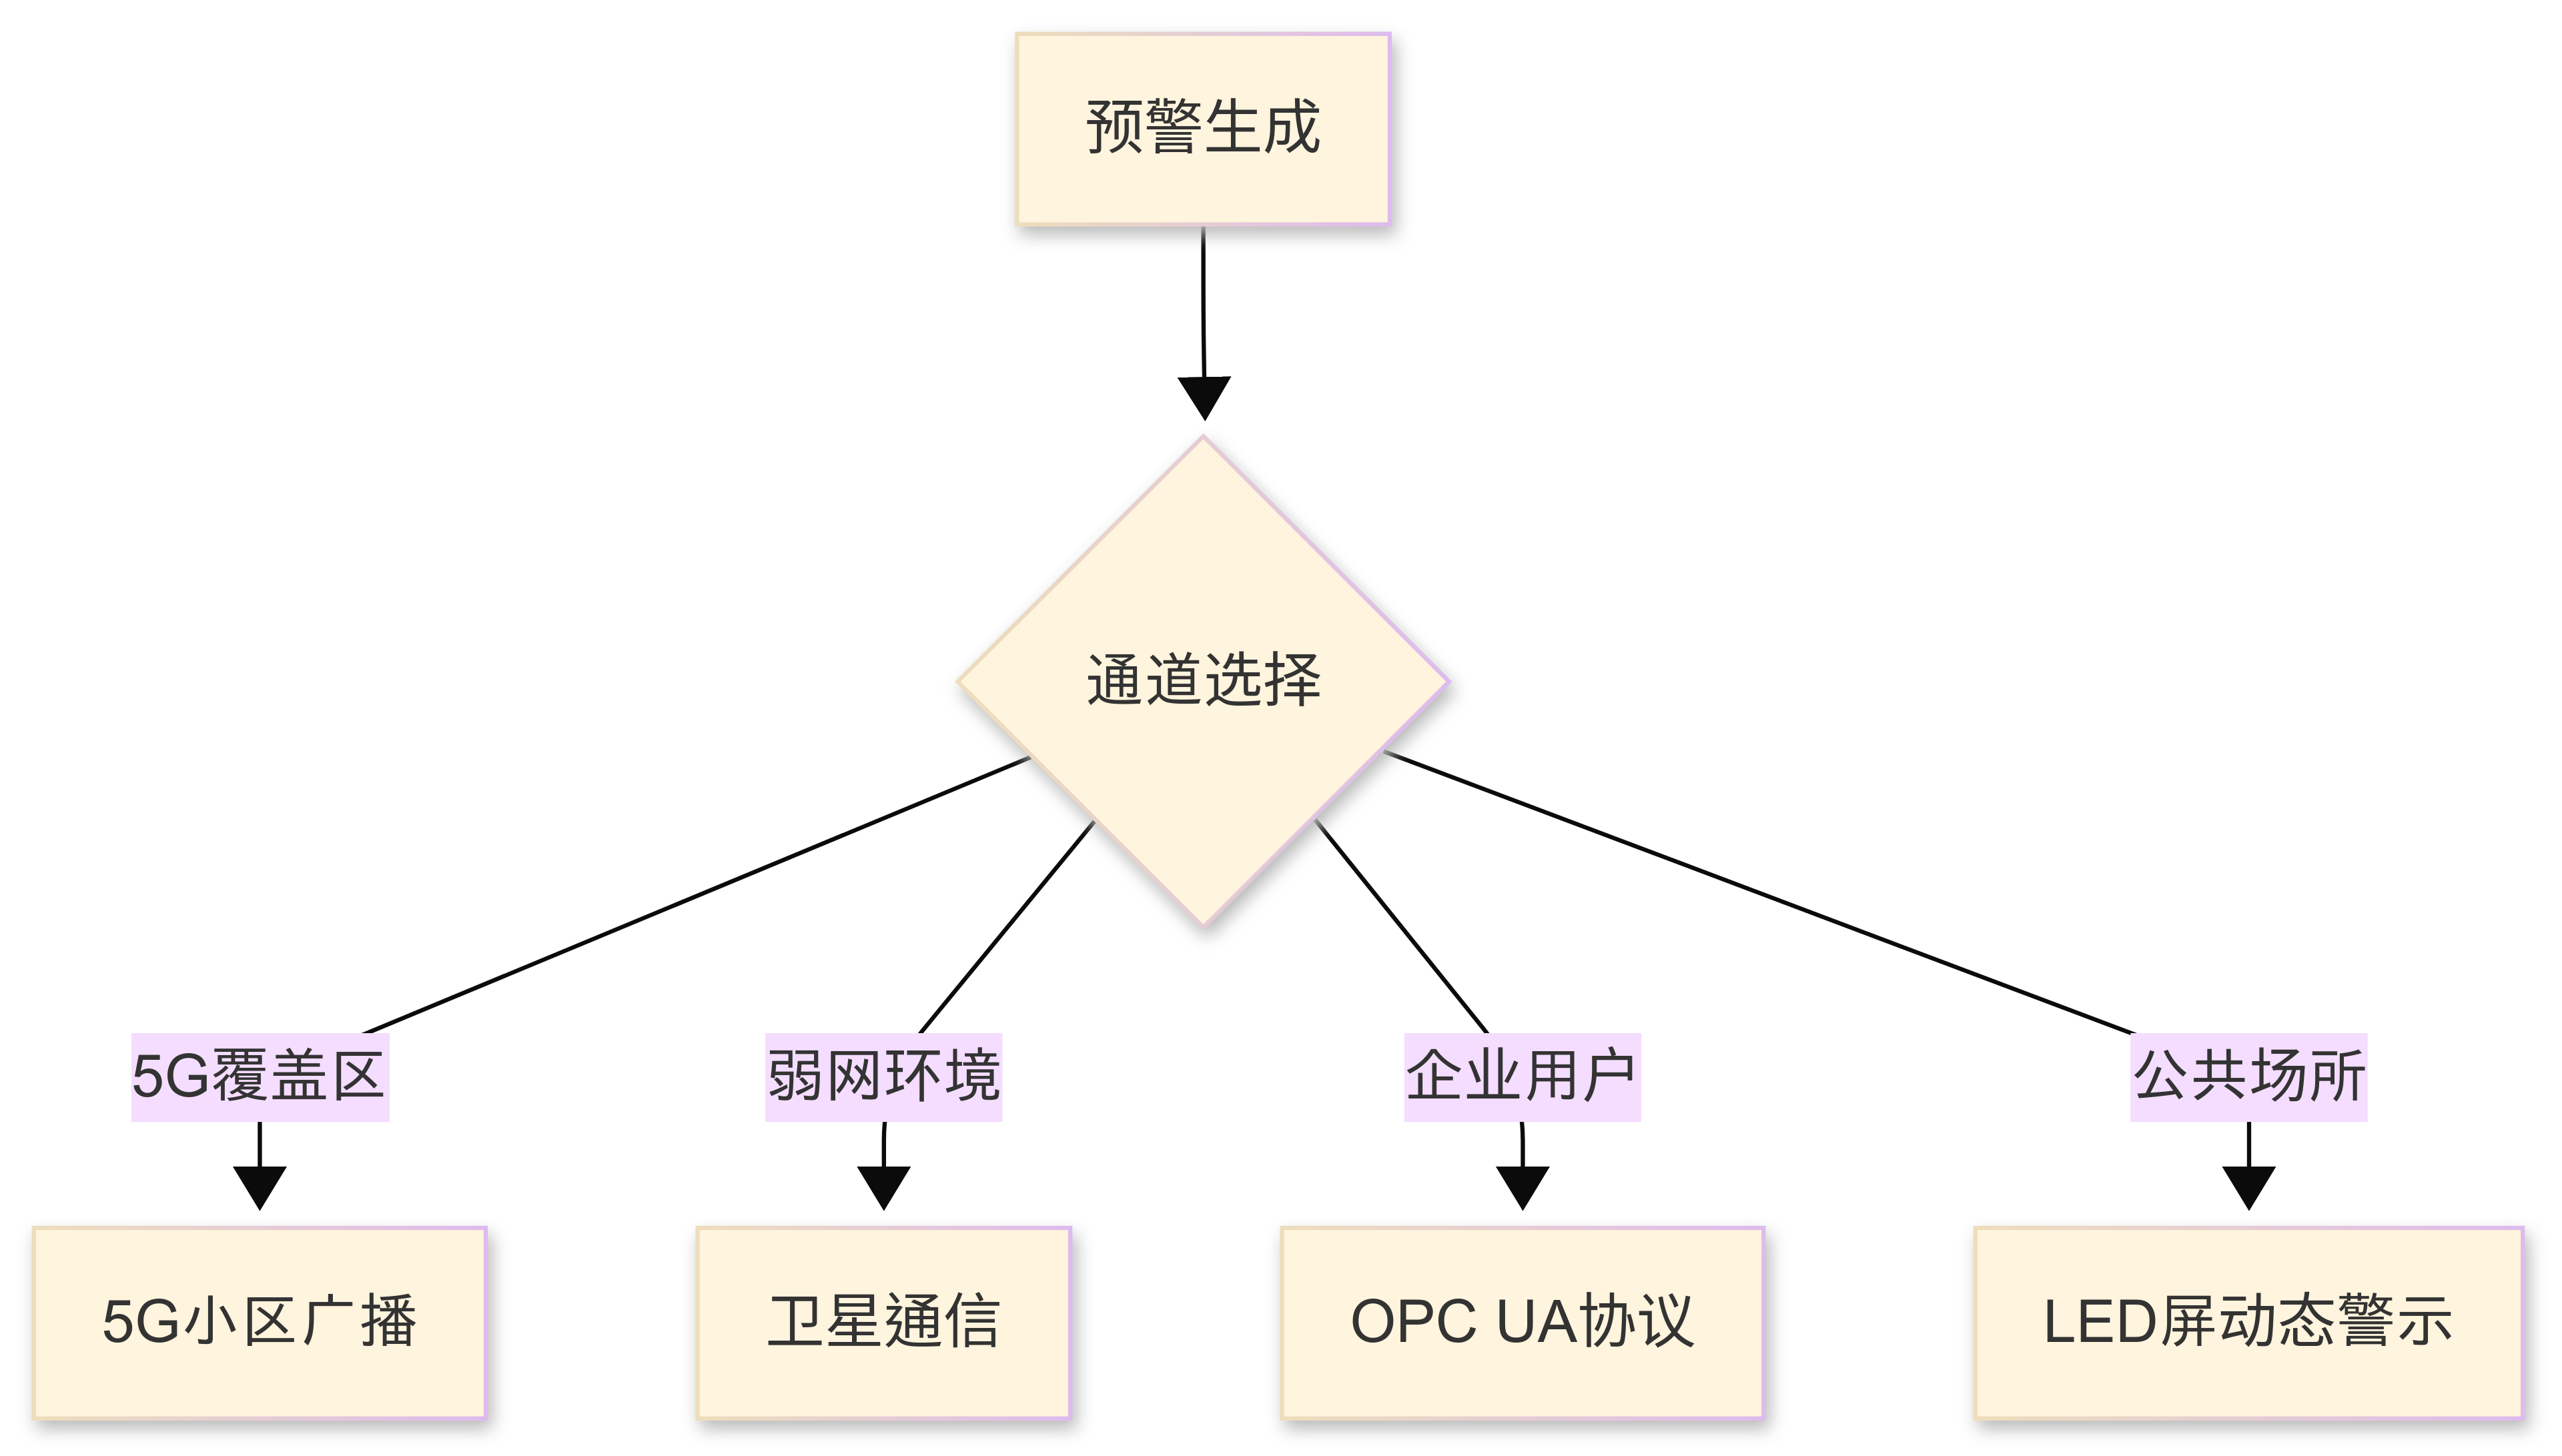 预警生成
通道选择
5G覆盖区
弱网环境
企业用户
公共场所
5G小区广播
卫星通信
OPC UA协议
LED屏动态警示